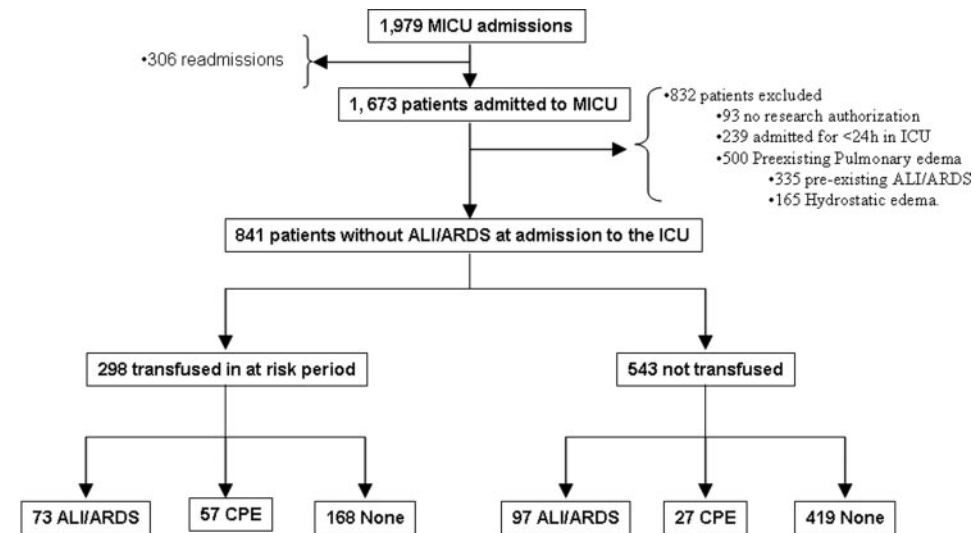 1,979 MICU admissions
•306 readmissions
1, 673 patients admitted to MICU
•832 patients excluded
•93 no research authorization
•239 admitted for <24h in ICU
•500 Preexisting Pulmonary edema
•335 pre-existing ALI/ARDS
•165 Hydrostatic edema.
841 patients without ALI/ARDS at admission to the ICU
298 transfused in at risk period
543 not transfused
73 ALI/ARDS
57 CPE
168 None
97 ALI/ARDS
27 CPE
419 None